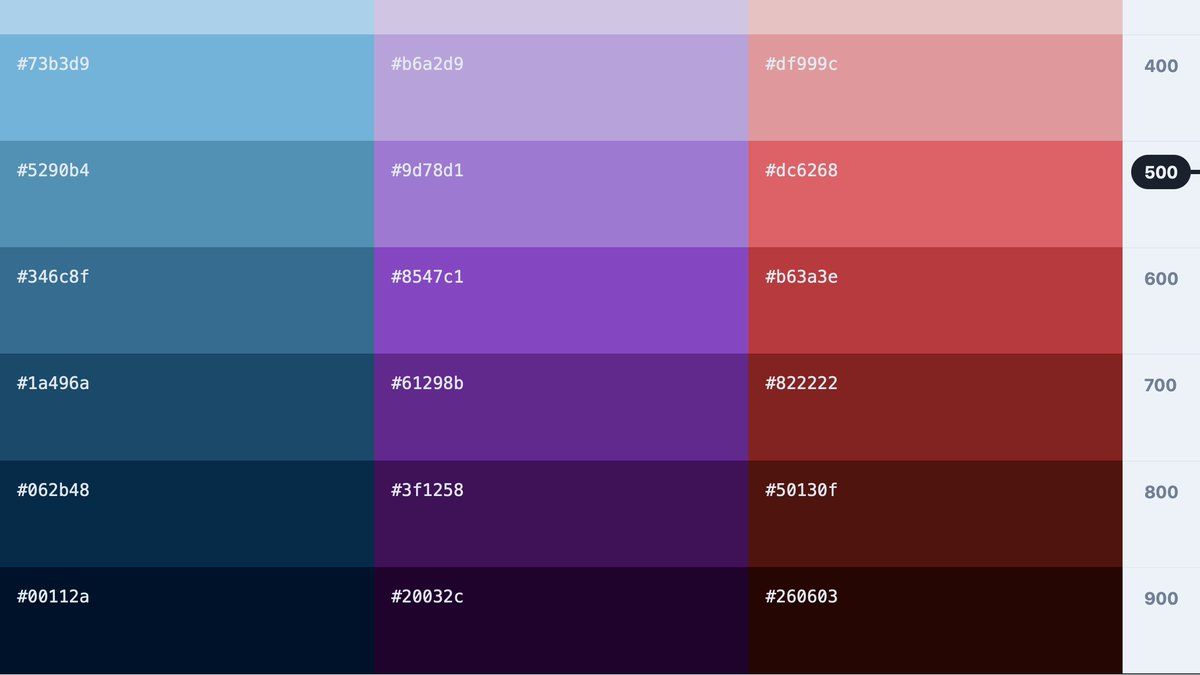 #73b3d9 #b6a2d9 #df999c 400
#5290b4 #9d78d1 #dc6268 500
#346c8f #8547c1 #b63a3e 600
#1a496a #61298b #822222 700
#062b48 #3f1258 #50130f 800
#00112a #20032c #260603 900